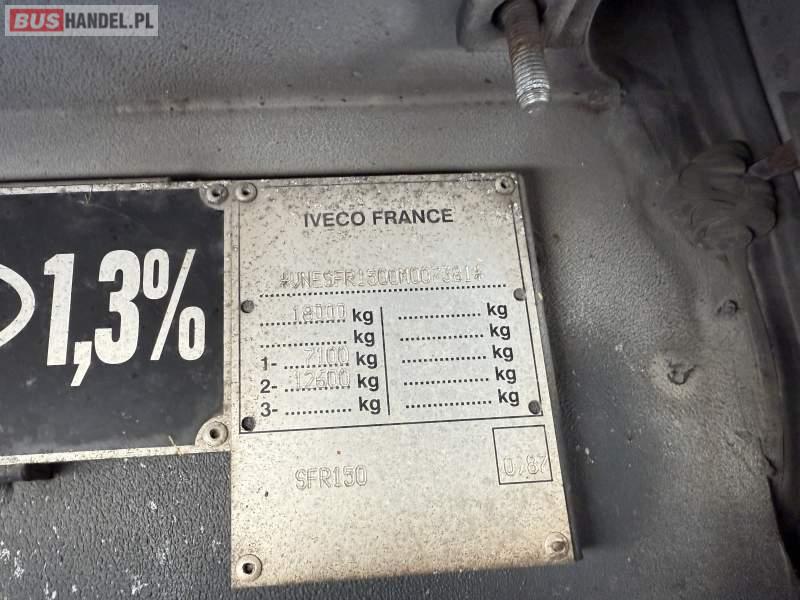 BUSHANDEL.PL
IVECO FRANCE
1,3%
18000 kg kg
kg kg
1- 7100 kg kg
2- 12600 kg kg
3- kg kg
SFR150 0,87